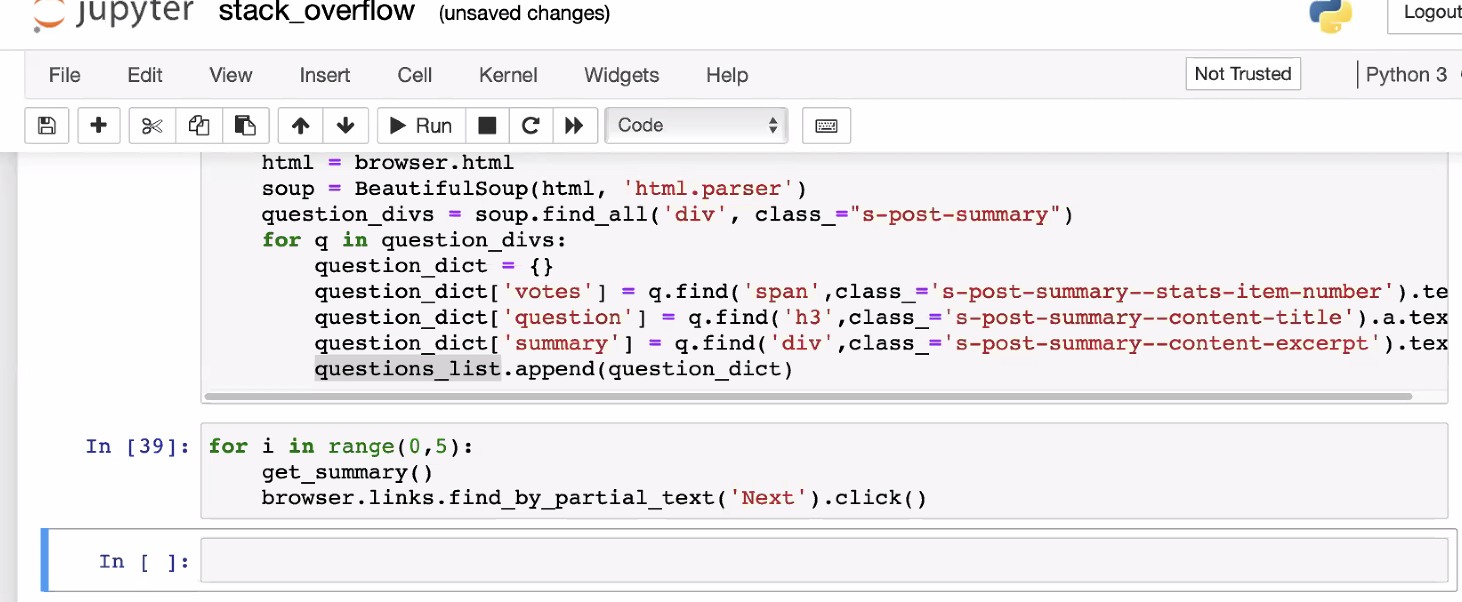 jupyter stack_overflow (unsaved changes)
Logout
File Edit View Insert Cell Kernel Widgets Help Not Trusted Python 3
Run Code
html = browser.html
soup = BeautifulSoup(html, 'html.parser')
question_divs = soup.find_all('div', class_="s-post-summary")
for q in question_divs:
question_dict = {}
question_dict['votes'] = q.find('span',class_='s-post-summary--stats-item-number').te
question_dict['question'] = q.find('h3',class_='s-post-summary--content-title').a.tex
question_dict['summary'] = q.find('div',class_='s-post-summary--content-excerpt').tex
questions_list.append(question_dict)
In [39]: for i in range(0,5):
get_summary()
browser.links.find_by_partial_text('Next').click()
In [ ]: